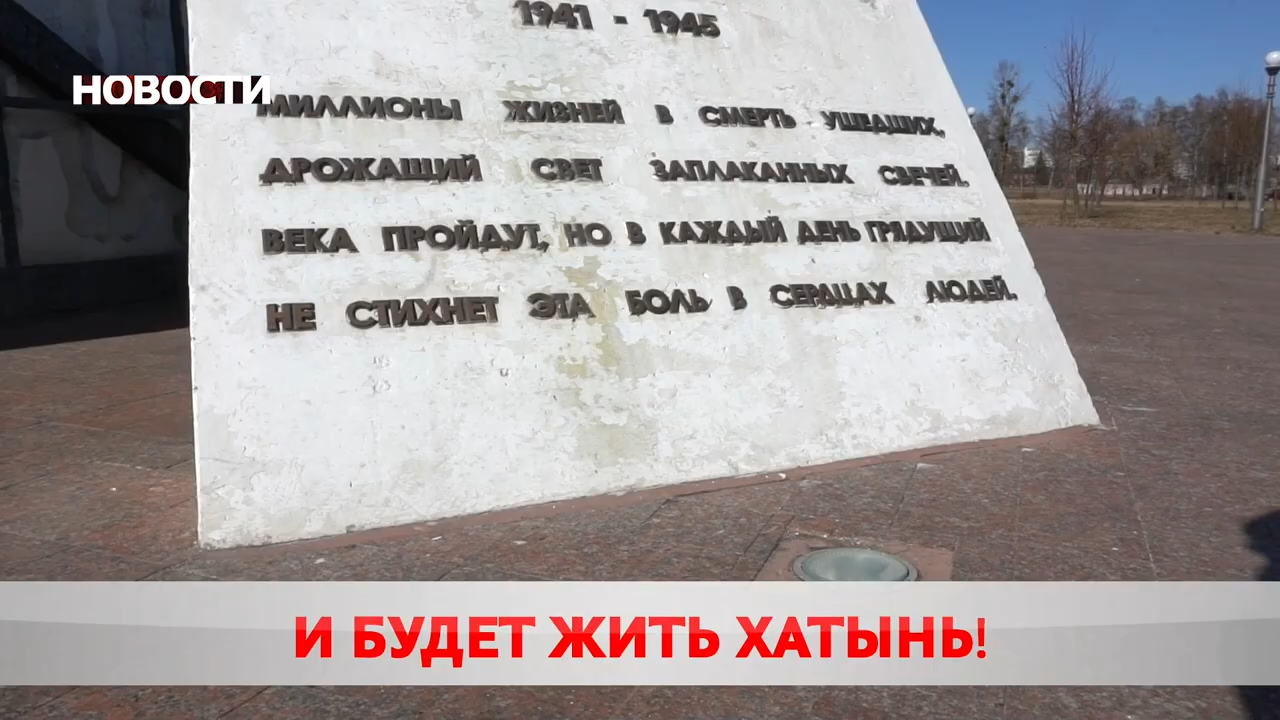 1941 - 1945
НОВОСТИ
МИЛЛИОНЫ ЖИЗНЕЙ В СМЕРТЬ УШЕДШИХ,
ДРОЖАЩИЙ СВЕТ ЗАПЛАКАННЫХ СВЕЧЕЙ.
ВЕКА ПРОЙДУТ, НО В КАЖДЫЙ ДЕНЬ ГРЯДУЩИЙ
НЕ СТИХНЕТ ЭТА БОЛЬ В СЕРДЦАХ ЛЮДЕЙ.
И БУДЕТ ЖИТЬ ХАТЫНЬ!